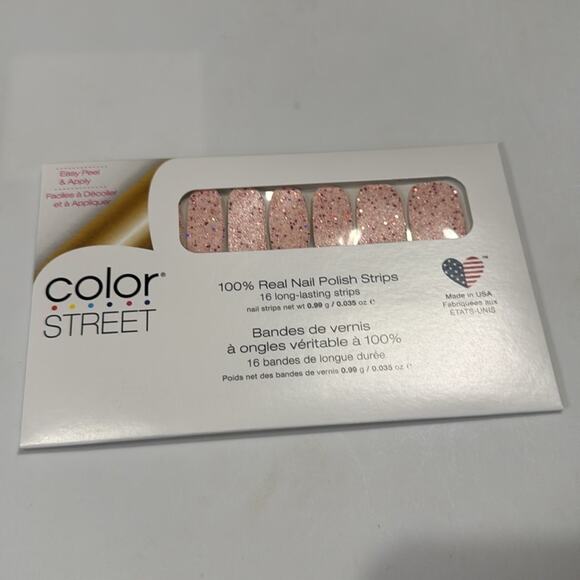 Easy Peel
& Apply
Faciles à Décoller
et à Appliquer
color®
STREET
100% Real Nail Polish Strips
16 long-lasting strips
nail strips net wt 0.99 g / 0.035 oz ℮
Bandes de vernis
à ongles véritable à 100%
16 bandes de longue durée
Poids net des bandes de vernis 0.99 g / 0.035 oz ℮
™
Made in USA
Fabriquées aux
ÉTATS-UNIS